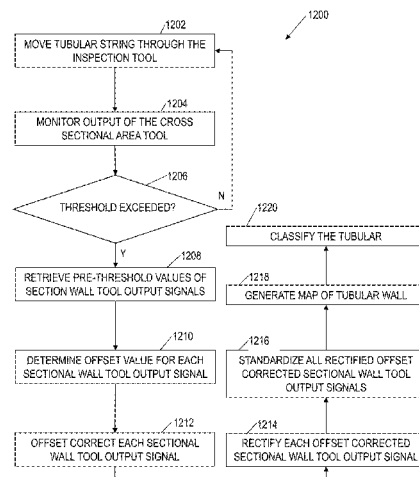 1200
1202
MOVE TUBULAR STRING THROUGH THE
INSPECTION TOOL
1204
MONITOR OUTPUT OF THE CROSS
SECTIONAL AREA TOOL
1206
THRESHOLD EXCEEDED?
N
Y
1208
RETRIEVE PRE-THRESHOLD VALUES OF
SECTION WALL TOOL OUTPUT SIGNALS
1210
DETERMINE OFFSET VALUE FOR EACH
SECTIONAL WALL TOOL OUTPUT SIGNAL
1212
OFFSET CORRECT EACH SECTIONAL
WALL TOOL OUTPUT SIGNAL
1214
RECTIFY EACH OFFSET CORRECTED
SECTIONAL WALL TOOL OUTPUT SIGNAL
1216
STANDARDIZE ALL RECTIFIED OFFSET
CORRECTED SECTIONAL WALL TOOL
OUTPUT SIGNALS
1218
GENERATE MAP OF TUBULAR WALL
1220
CLASSIFY THE TUBULAR